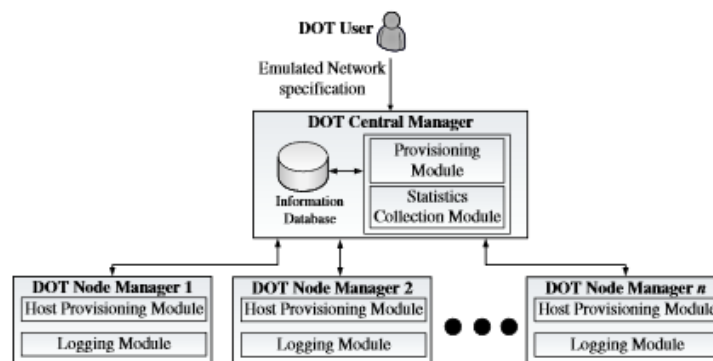 DOT User
Emulated Network
specification
DOT Central Manager
Provisioning
Module
Information
Database
Statistics
Collection Module
DOT Node Manager 1
Host Provisioning Module
Logging Module
DOT Node Manager 2
Host Provisioning Module
Logging Module
DOT Node Manager n
Host Provisioning Module
Logging Module